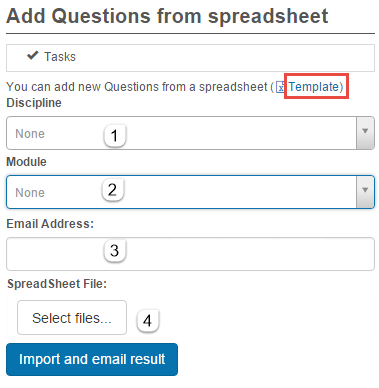 Add Questions from spreadsheet
Tasks
You can add new Questions from a spreadsheet ( Template)
Discipline
None
1
Module
None
2
Email Address:
3
SpreadSheet File:
Select files...
4
Import and email result